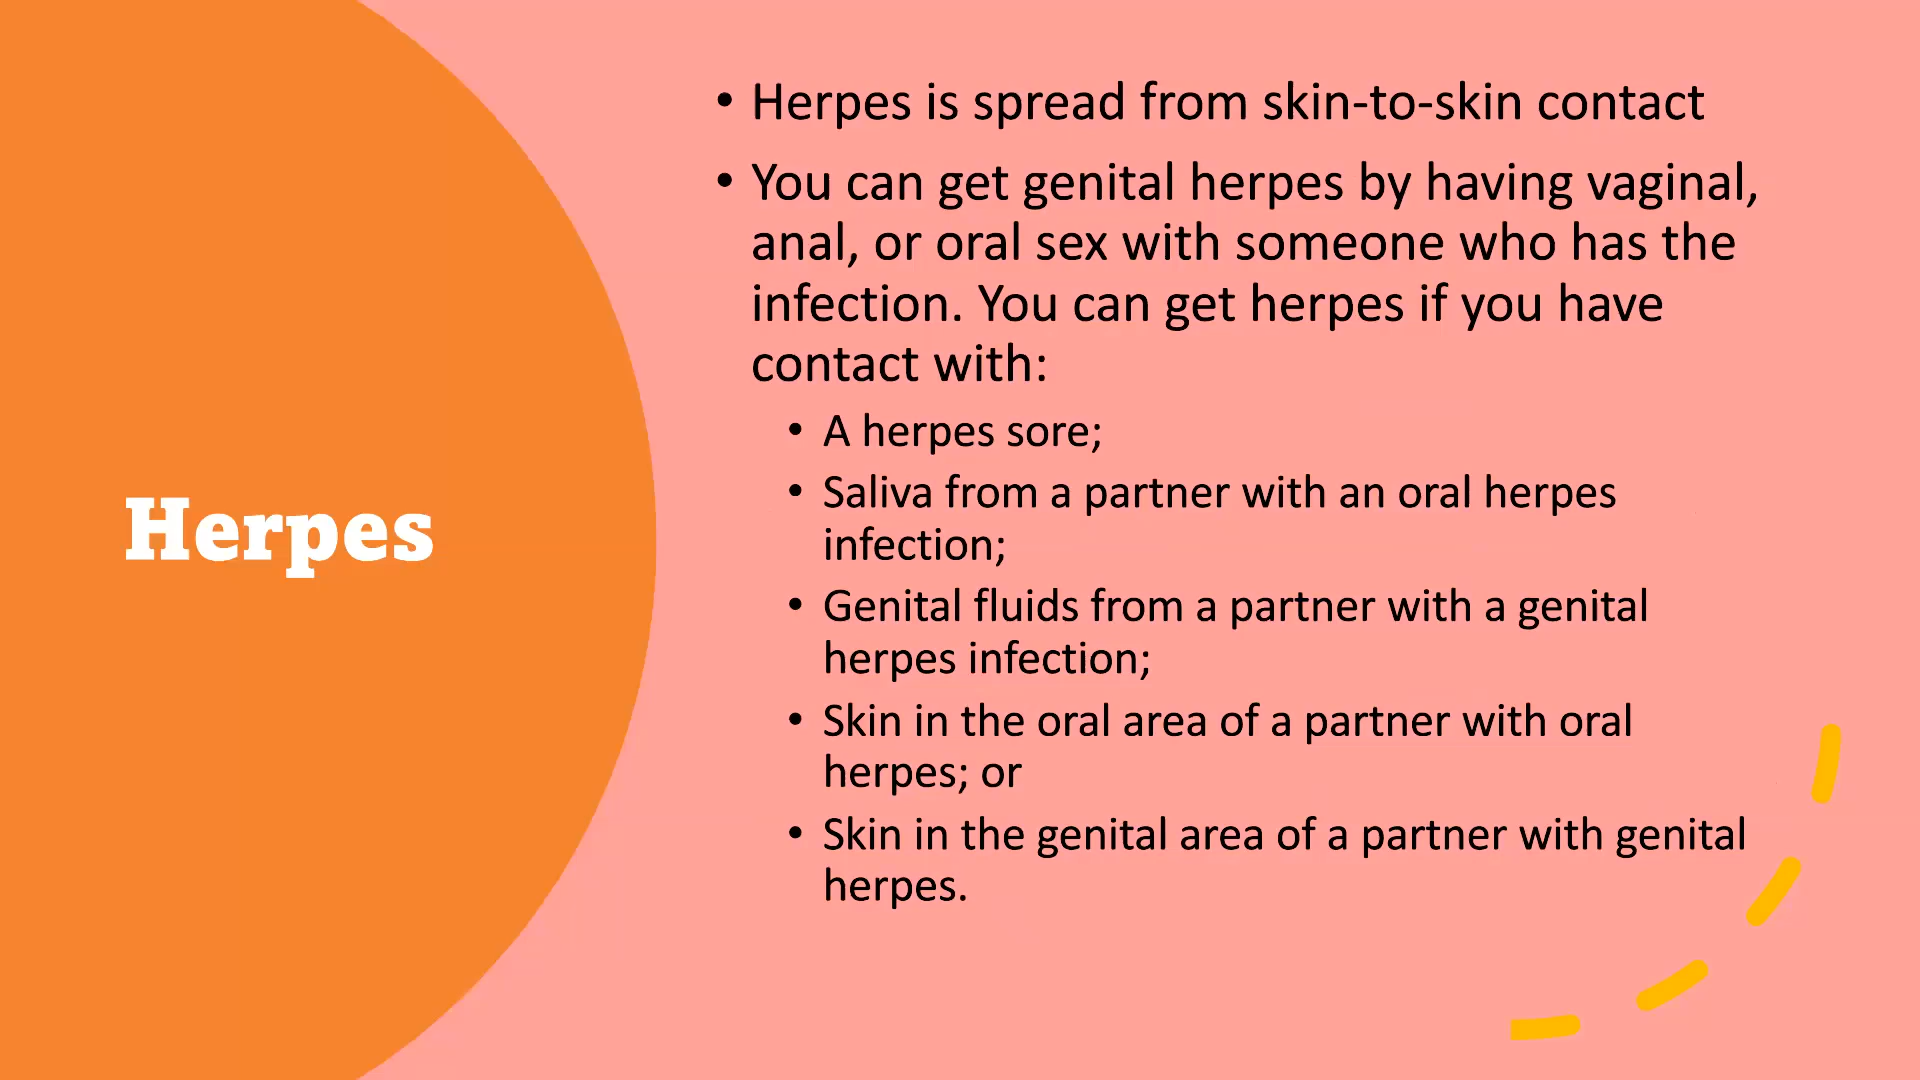 Herpes
• Herpes is spread from skin-to-skin contact
• You can get genital herpes by having vaginal,
anal, or oral sex with someone who has the
infection. You can get herpes if you have
contact with:
• A herpes sore;
• Saliva from a partner with an oral herpes
infection;
• Genital fluids from a partner with a genital
herpes infection;
• Skin in the oral area of a partner with oral
herpes; or
• Skin in the genital area of a partner with genital
herpes.